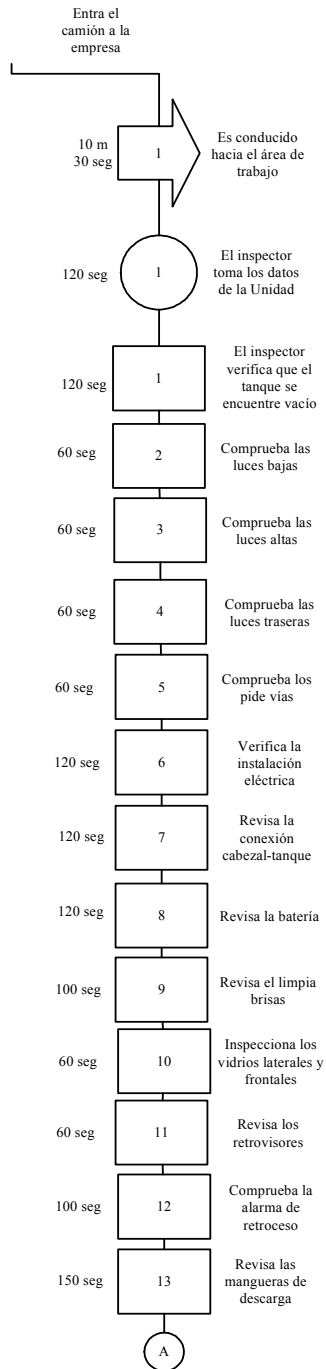 Entra el
camión a la
empresa
10 m
30 seg
1
Es conducido
hacia el área de
trabajo
120 seg
1
El inspector
toma los datos
de la Unidad
120 seg
1
El inspector
verifica que el
tanque se
encuentre vacío
60 seg
2
Comprueba las
luces bajas
60 seg
3
Comprueba las
luces altas
60 seg
4
Comprueba las
luces traseras
60 seg
5
Comprueba los
pide vías
120 seg
6
Verifica la
instalación
eléctrica
120 seg
7
Revisa la
conexión
cabezal-tanque
120 seg
8
Revisa la batería
100 seg
9
Revisa el limpia
brisas
60 seg
10
Inspecciona los
vidrios laterales y
frontales
60 seg
11
Revisa los
retrovisores
100 seg
12
Comprueba la
alarma de
retroceso
150 seg
13
Revisa las
mangueras de
descarga
A